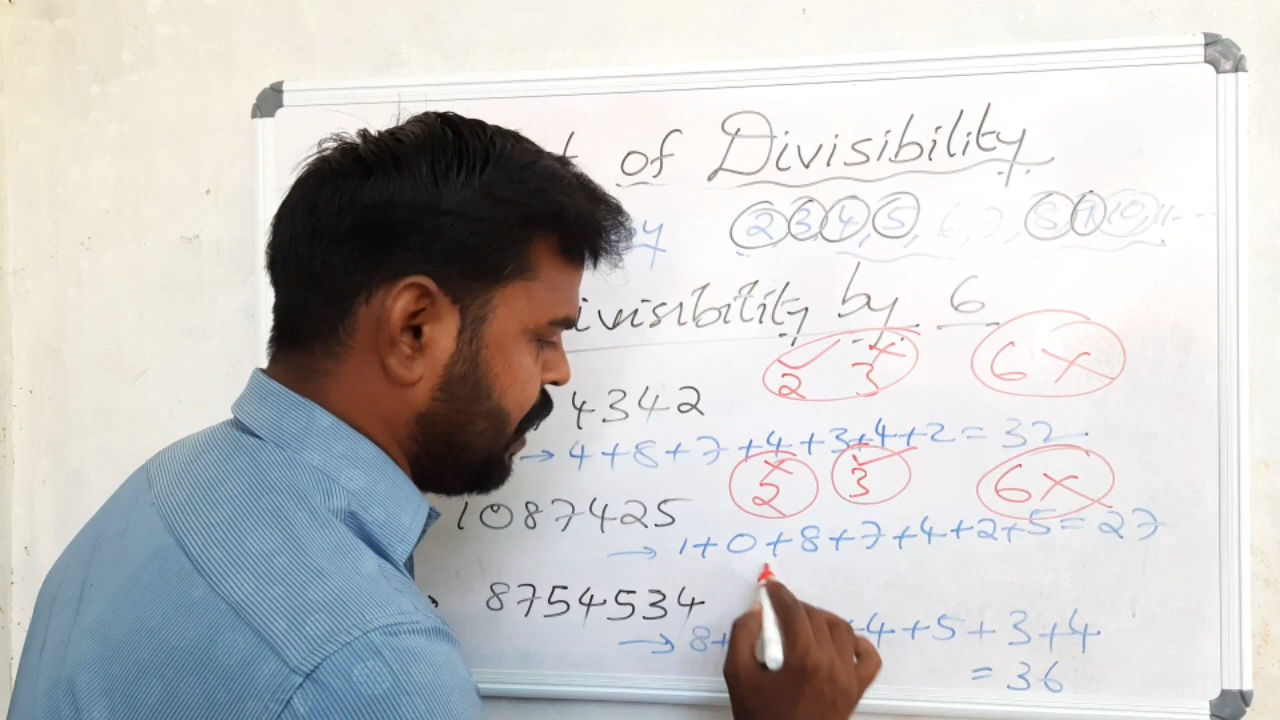 of Divisibility
2, 3, 4, 5, 6, 7, 8, 9, 10, 11...
ivisibility by 6
2 ✓ 3 × 6 ×
4342
→ 4+8+7+4+3+4+2 = 32
2 × 3 ✓ 6 ×
1087425
→ 1+0+8+7+4+2+5 = 27
8754534
→ 8+ +4+5+3+4
= 36